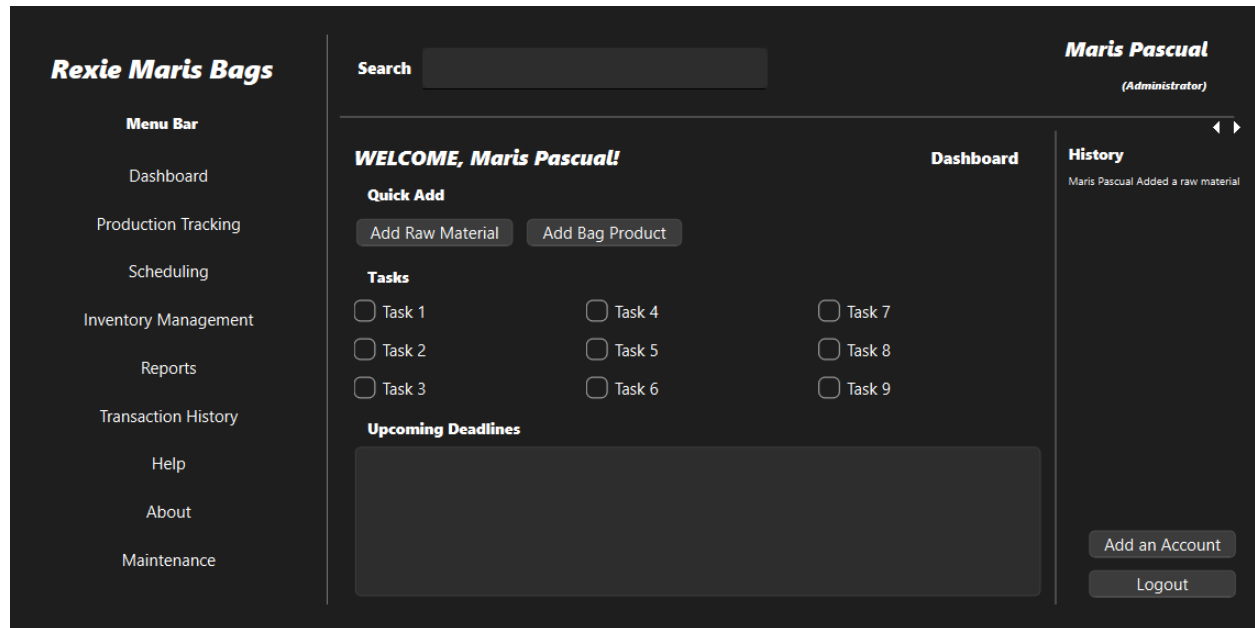 Rexie Maris Bags
Menu Bar
Dashboard
Production Tracking
Scheduling
Inventory Management
Reports
Transaction History
Help
About
Maintenance
Search
Maris Pascual
(Administrator)
WELCOME, Maris Pascual!
Dashboard
Quick Add
Add Raw Material
Add Bag Product
Tasks
Task 1
Task 4
Task 7
Task 2
Task 5
Task 8
Task 3
Task 6
Task 9
Upcoming Deadlines
History
Maris Pascual Added a raw material
Add an Account
Logout